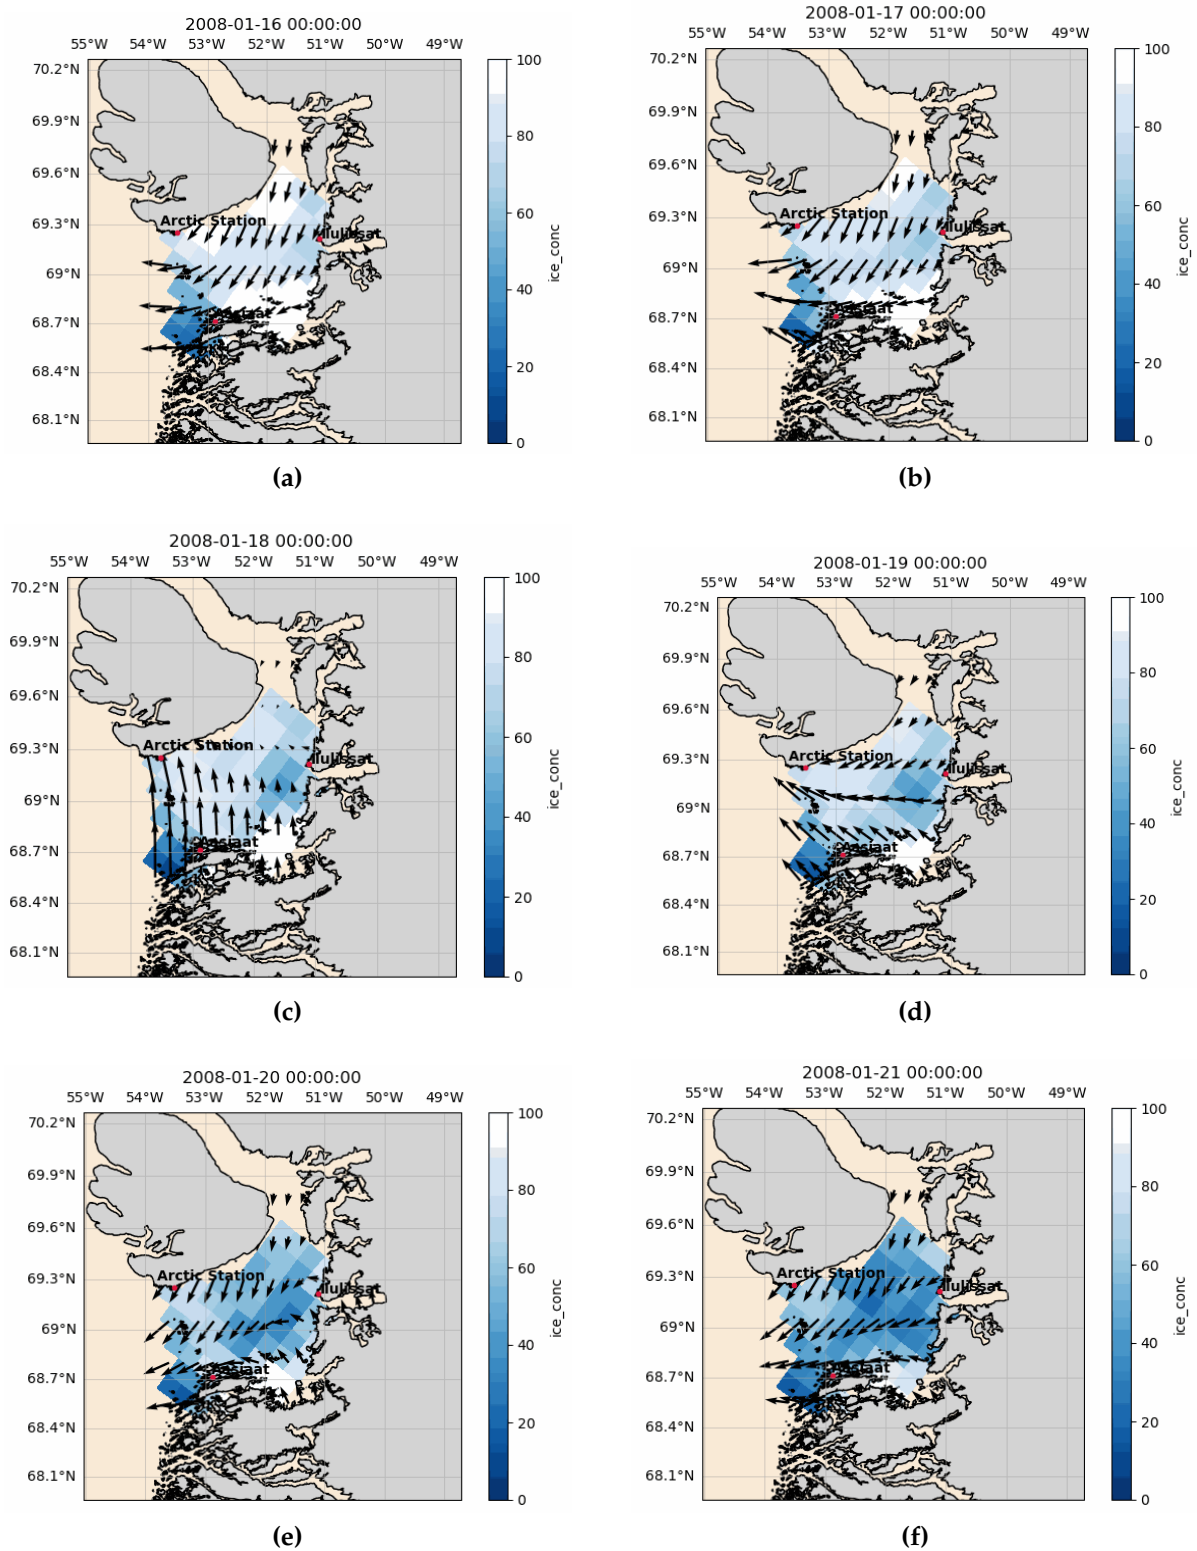 2008-01-16 00:00:00
55°W 54°W 53°W 52°W 51°W 50°W 49°W
70.2°N
69.9°N
69.6°N
69.3°N
69°N
68.7°N
68.4°N
68.1°N
Arctic Station
Ilulissat
Aasiaat
100
80
60
40
20
0
ice_conc
(a)
2008-01-17 00:00:00
55°W 54°W 53°W 52°W 51°W 50°W 49°W
70.2°N
69.9°N
69.6°N
69.3°N
69°N
68.7°N
68.4°N
68.1°N
Arctic Station
Ilulissat
Aasiaat
100
80
60
40
20
0
ice_conc
(b)
2008-01-18 00:00:00
55°W 54°W 53°W 52°W 51°W 50°W 49°W
70.2°N
69.9°N
69.6°N
69.3°N
69°N
68.7°N
68.4°N
68.1°N
Arctic Station
Ilulissat
Aasiaat
100
80
60
40
20
0
ice_conc
(c)
2008-01-19 00:00:00
55°W 54°W 53°W 52°W 51°W 50°W 49°W
70.2°N
69.9°N
69.6°N
69.3°N
69°N
68.7°N
68.4°N
68.1°N
Arctic Station
Ilulissat
Aasiaat
100
80
60
40
20
0
ice_conc
(d)
2008-01-20 00:00:00
55°W 54°W 53°W 52°W 51°W 50°W 49°W
70.2°N
69.9°N
69.6°N
69.3°N
69°N
68.7°N
68.4°N
68.1°N
Arctic Station
Ilulissat
Aasiaat
100
80
60
40
20
0
ice_conc
(e)
2008-01-21 00:00:00
55°W 54°W 53°W 52°W 51°W 50°W 49°W
70.2°N
69.9°N
69.6°N
69.3°N
69°N
68.7°N
68.4°N
68.1°N
Arctic Station
Ilulissat
Aasiaat
100
80
60
40
20
0
ice_conc
(f)